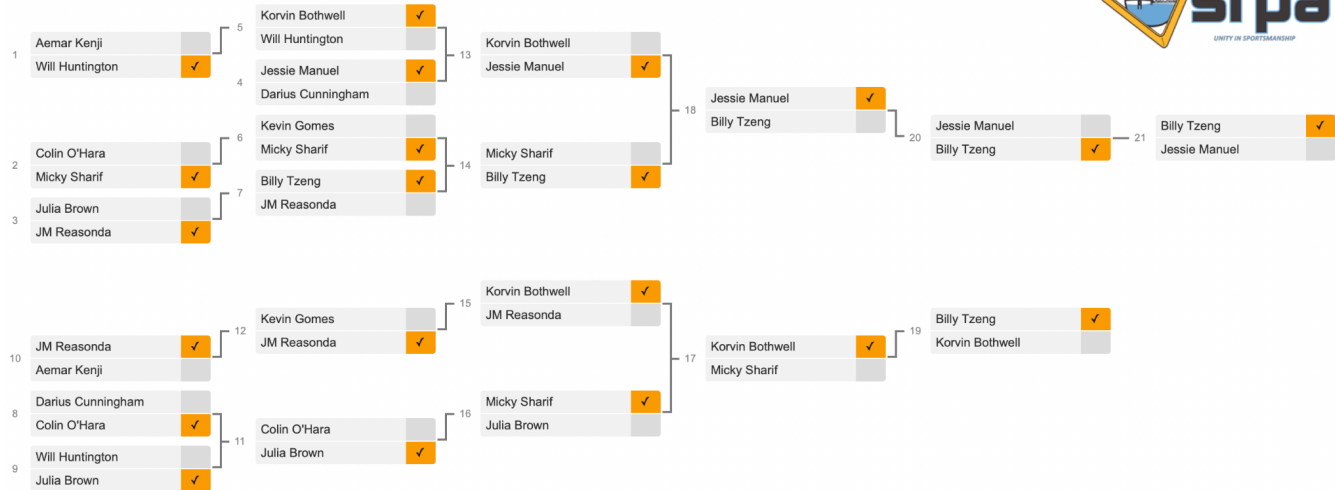 srpa
UNITY IN SPORTSMANSHIP
1
Aemar Kenji
Will Huntington ✓
5
Korvin Bothwell ✓
Will Huntington
4
Jessie Manuel ✓
Darius Cunningham
13
Korvin Bothwell
Jessie Manuel ✓
2
Colin O'Hara
Micky Sharif ✓
6
Kevin Gomes
Micky Sharif ✓
3
Julia Brown
JM Reasonda ✓
7
Billy Tzeng ✓
JM Reasonda
14
Micky Sharif
Billy Tzeng ✓
18
Jessie Manuel ✓
Billy Tzeng
20
Jessie Manuel
Billy Tzeng ✓
21
Billy Tzeng ✓
Jessie Manuel
10
JM Reasonda ✓
Aemar Kenji
12
Kevin Gomes
JM Reasonda ✓
15
Korvin Bothwell ✓
JM Reasonda
8
Darius Cunningham
Colin O'Hara ✓
9
Will Huntington
Julia Brown ✓
11
Colin O'Hara
Julia Brown ✓
16
Micky Sharif ✓
Julia Brown
17
Korvin Bothwell ✓
Micky Sharif
19
Billy Tzeng ✓
Korvin Bothwell